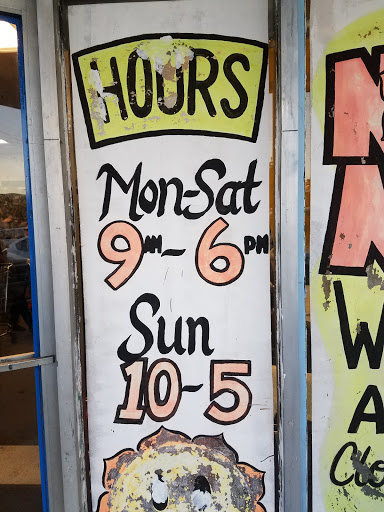 HOURS
Mon-Sat
9AM-6PM
Sun
10-5